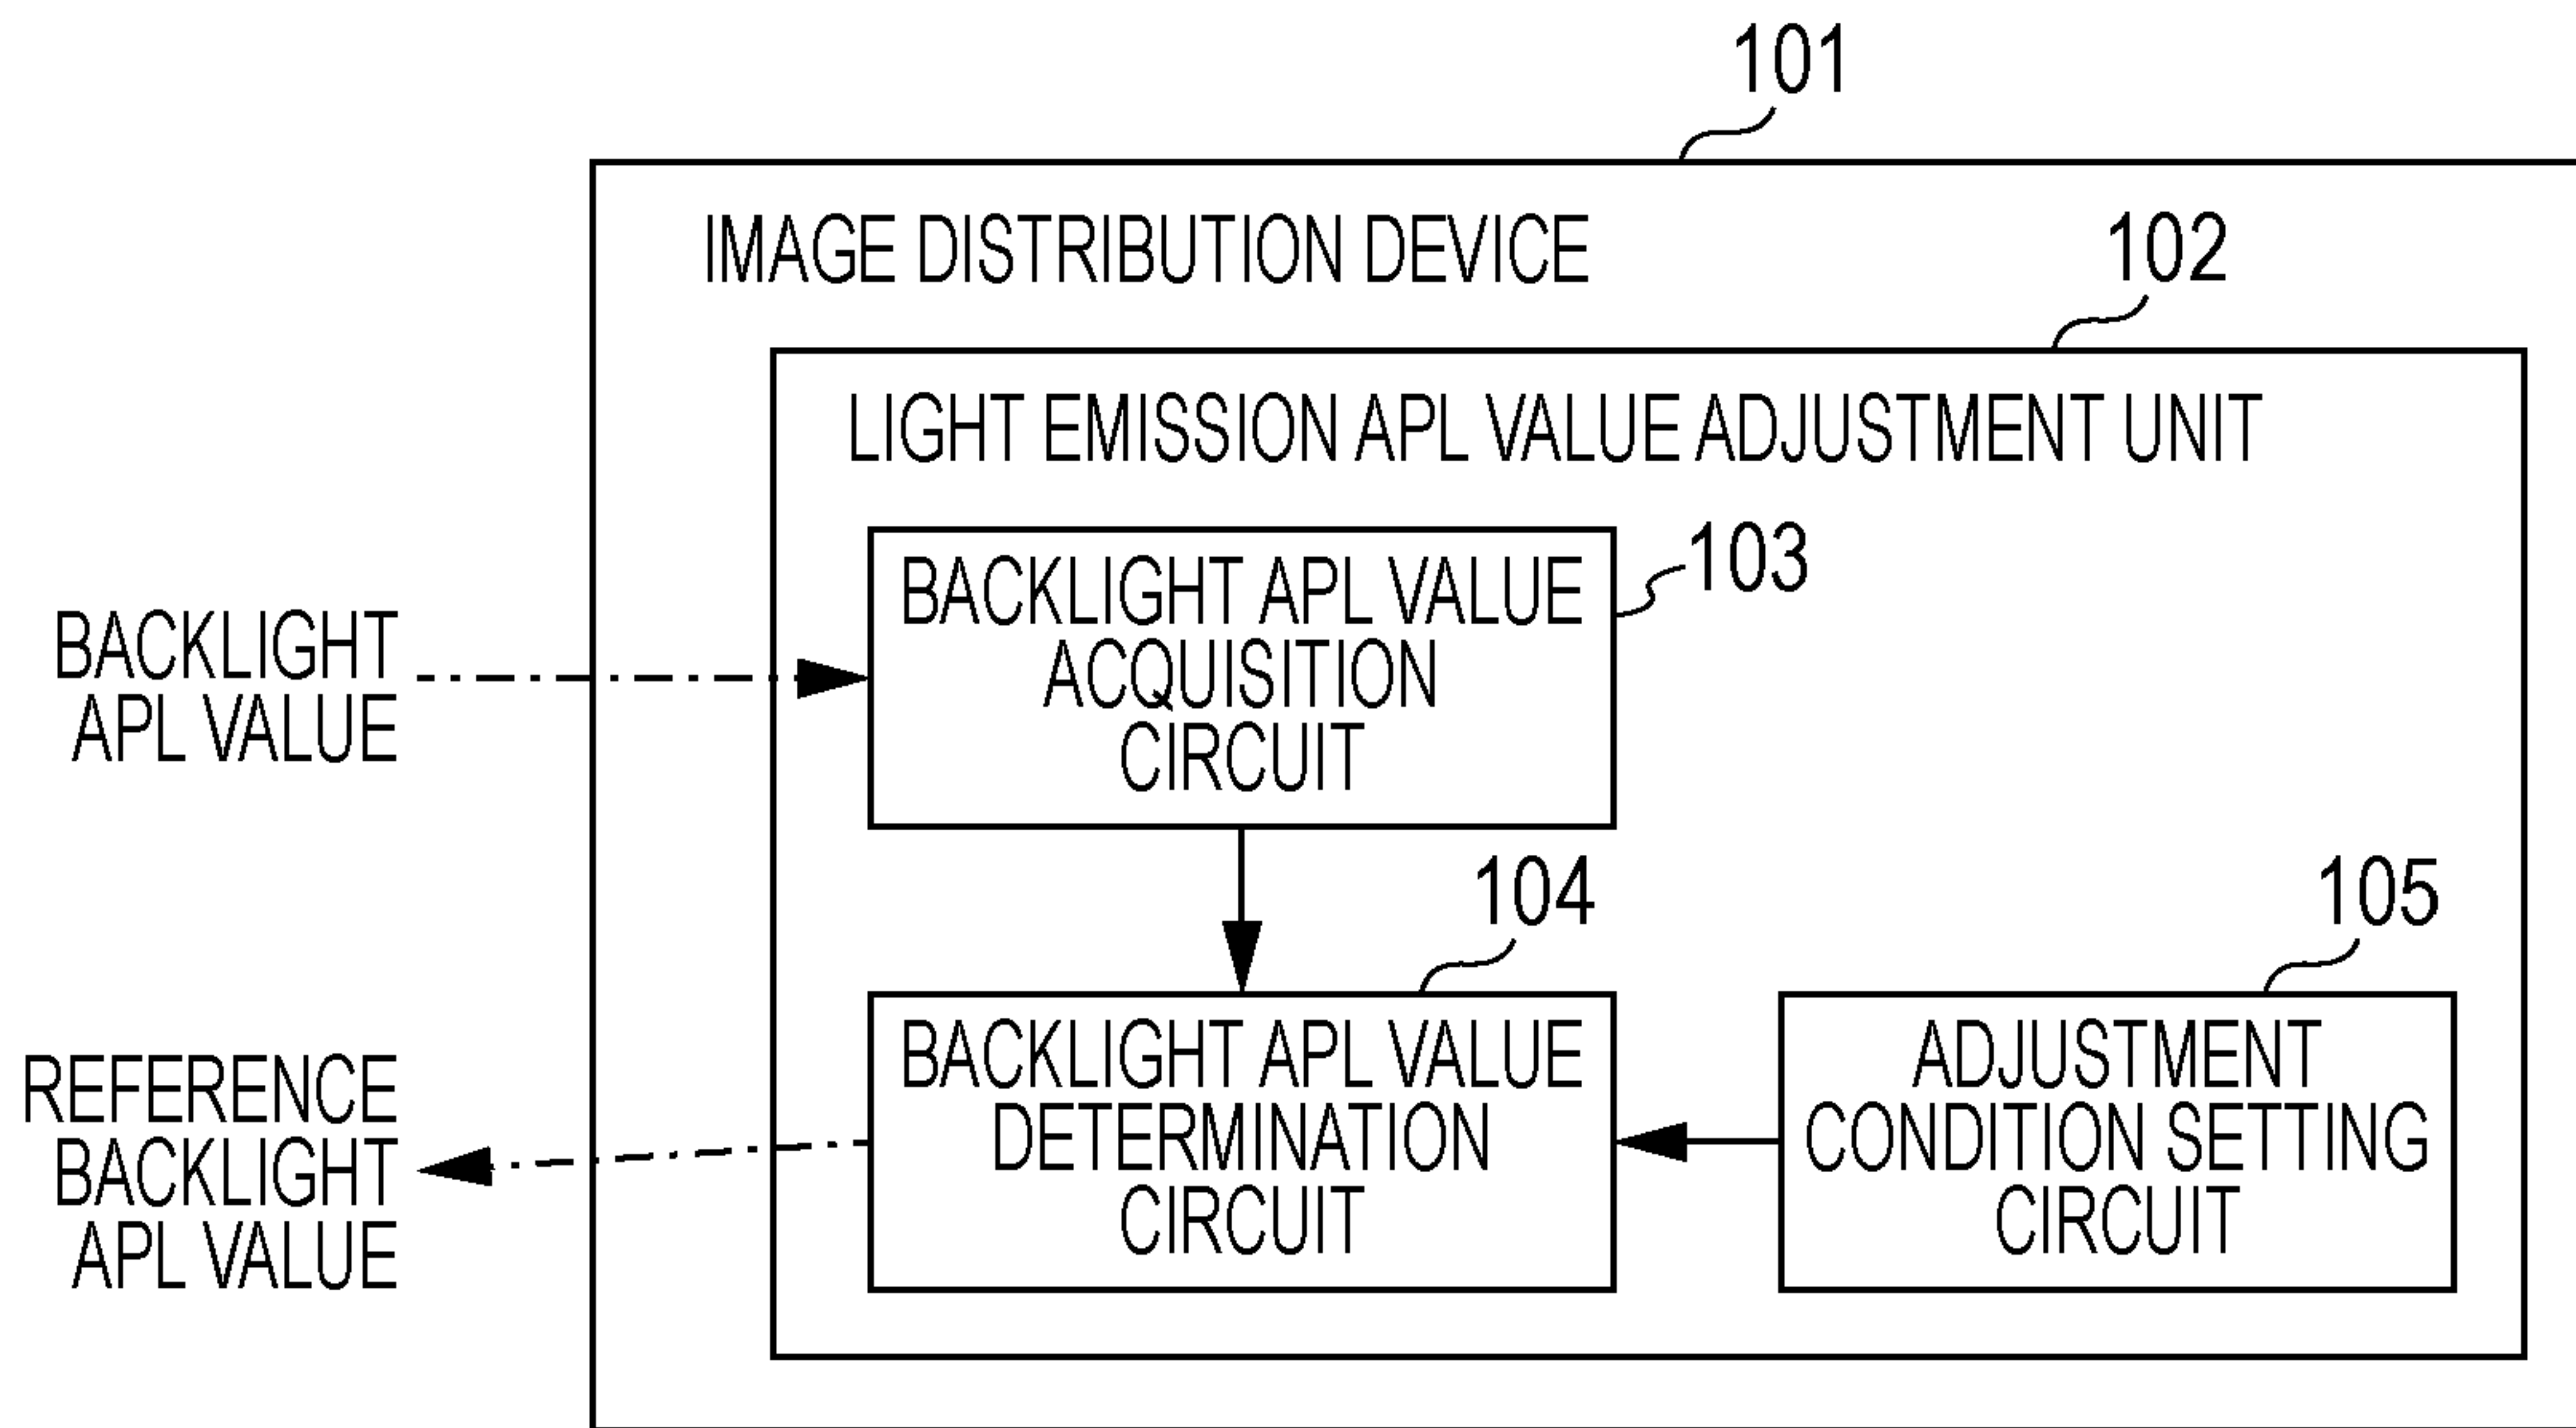 101
IMAGE DISTRIBUTION DEVICE
102
LIGHT EMISSION APL VALUE ADJUSTMENT UNIT
BACKLIGHT
APL VALUE
BACKLIGHT APL VALUE
ACQUISITION
CIRCUIT
103
104
105
REFERENCE
BACKLIGHT
APL VALUE
BACKLIGHT APL VALUE
DETERMINATION
CIRCUIT
ADJUSTMENT
CONDITION SETTING
CIRCUIT